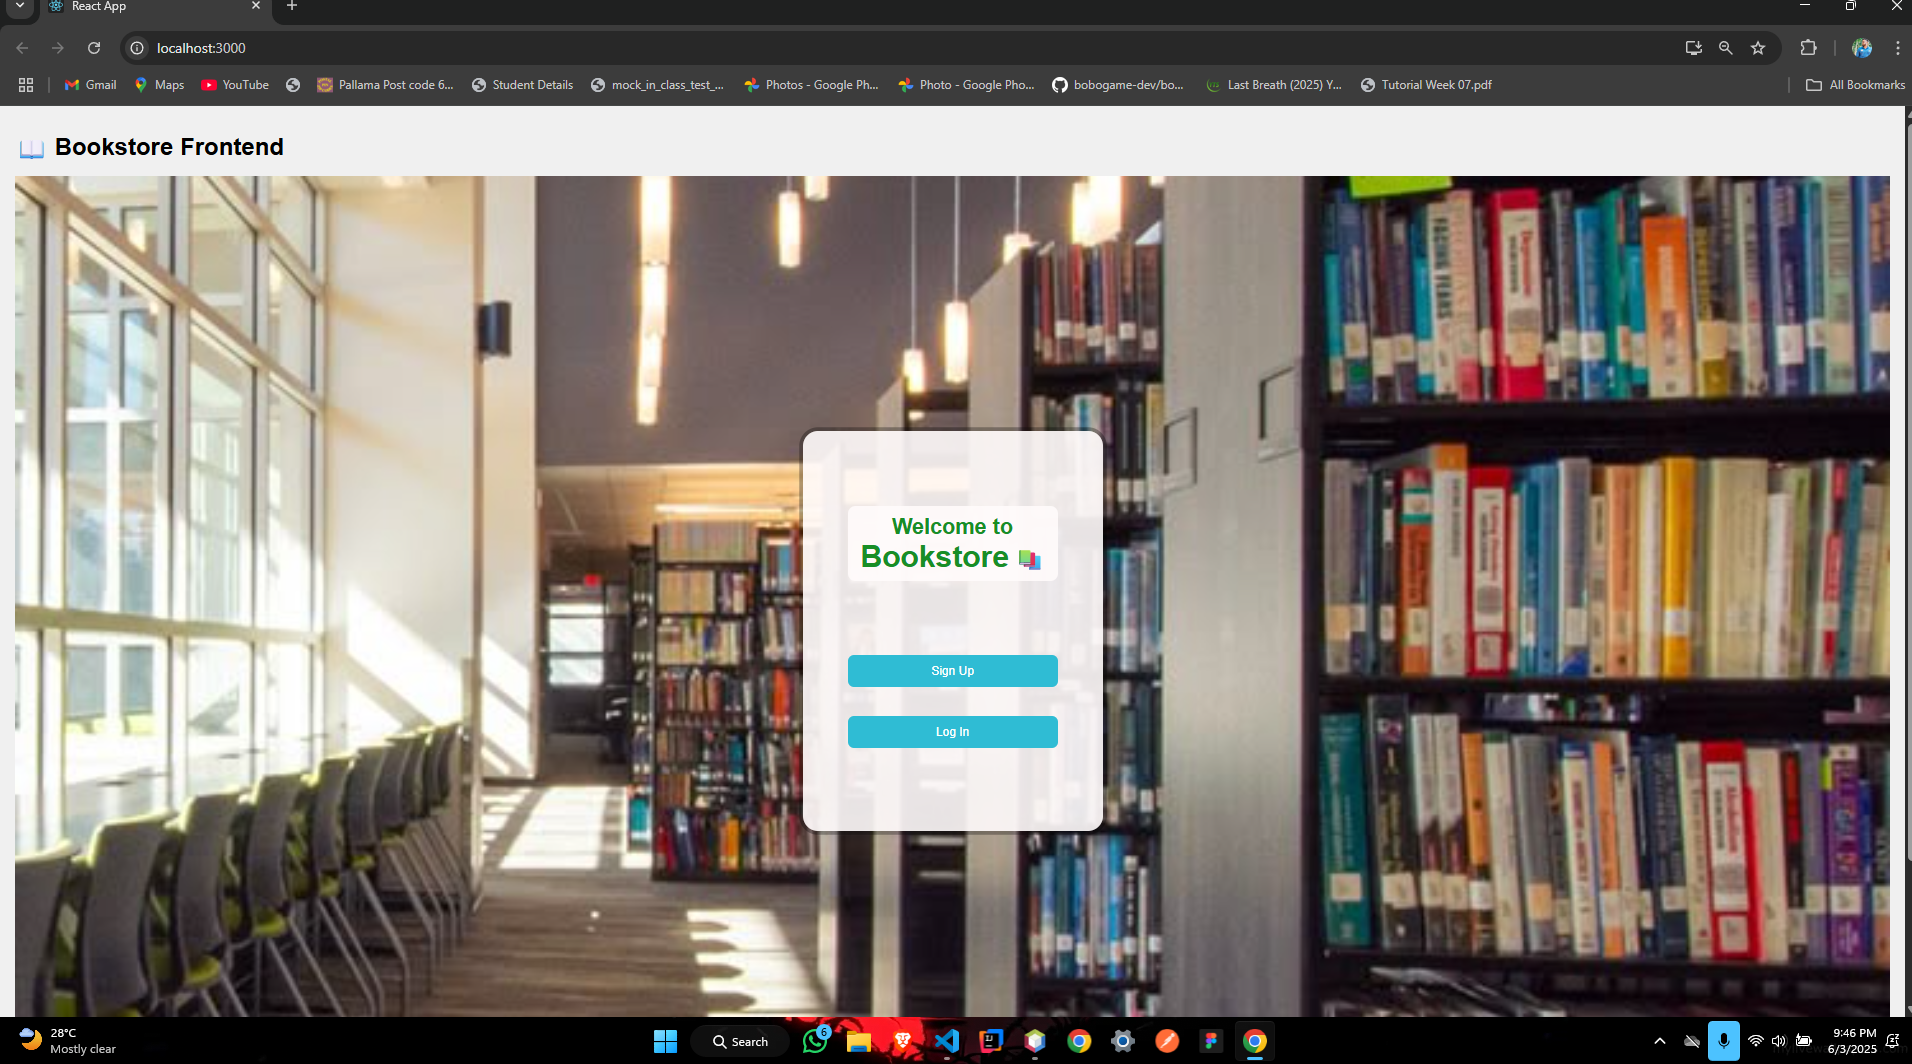 React App
localhost:3000
Gmail
Maps
YouTube
Pallama Post code 6...
Student Details
mock_in_class_test_...
Photos - Google Ph...
Photo - Google Pho...
bobogame-dev/bo...
Last Breath (2025) Y...
Tutorial Week 07.pdf
All Bookmarks
Bookstore Frontend
Welcome to
Bookstore
Sign Up
Log In
28°C
Mostly clear
Search
6
9:46 PM
6/3/2025